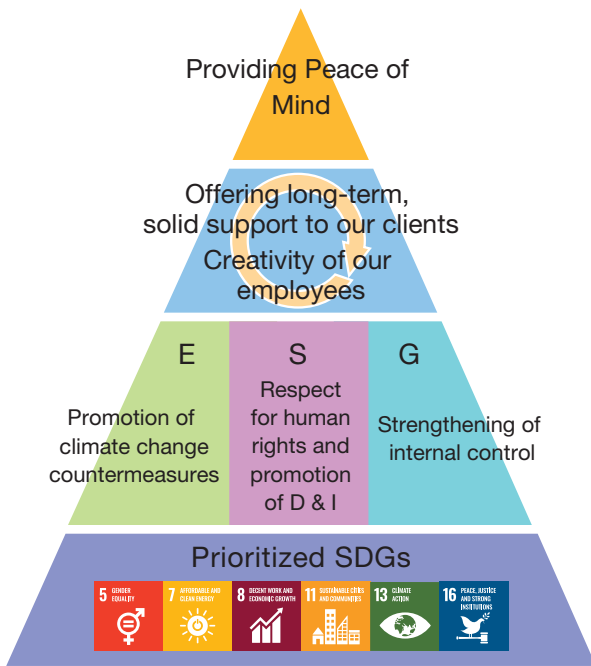 Providing Peace of
Mind
Offering long-term,
solid support to our clients
Creativity of our
employees
E
Promotion of
climate change
countermeasures
S
Respect
for human
rights and
promotion
of D & I
G
Strengthening of
internal control
Prioritized SDGs
5 GENDER
EQUALITY
7 AFFORDABLE AND
CLEAN ENERGY
8 DECENT WORK AND
ECONOMIC GROWTH
11 SUSTAINABLE CITIES
AND COMMUNITIES
13 CLIMATE
ACTION
16 PEACE, JUSTICE
AND STRONG
INSTITUTIONS